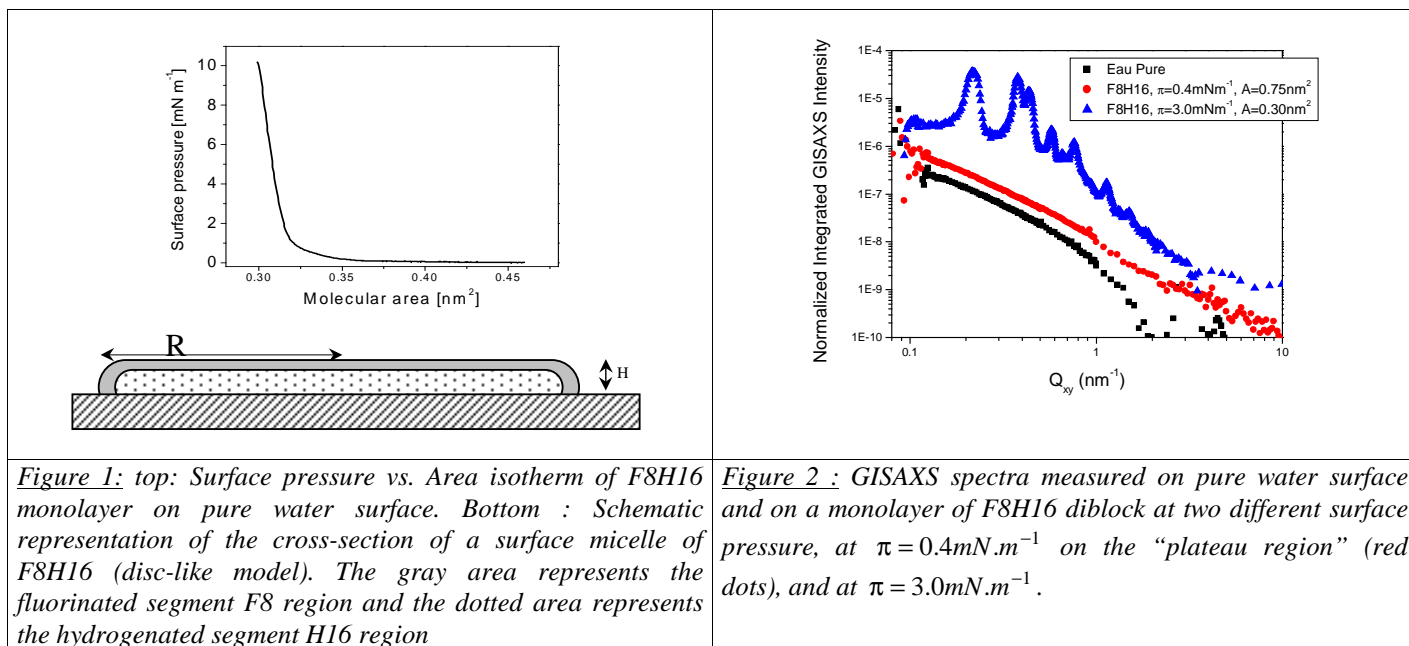 10
8
6
4
2
0
0.30 0.35 0.40 0.45
Surface pressure [mN m-1]
Molecular area [nm2]
R
H
1E-4
1E-5
1E-6
1E-7
1E-8
1E-9
1E-10
0.1 1 10
Normalized Integrated GISAXS Intensity
Qxy (nm-1)
Eau Pure
F8H16, π=0.4mNm-1, A=0.75nm2
F8H16, π=3.0mNm-1, A=0.30nm2
Figure 1: top: Surface pressure vs. Area isotherm of F8H16
monolayer on pure water surface. Bottom : Schematic
representation of the cross-section of a surface micelle of
F8H16 (disc-like model). The gray area represents the
fluorinated segment F8 region and the dotted area represents
the hydrogenated segment H16 region
Figure 2 : GISAXS spectra measured on pure water surface
and on a monolayer of F8H16 diblock at two different surface
pressure, at π = 0.4mN.m−1 on the “plateau region” (red
dots), and at π = 3.0mN.m−1 .